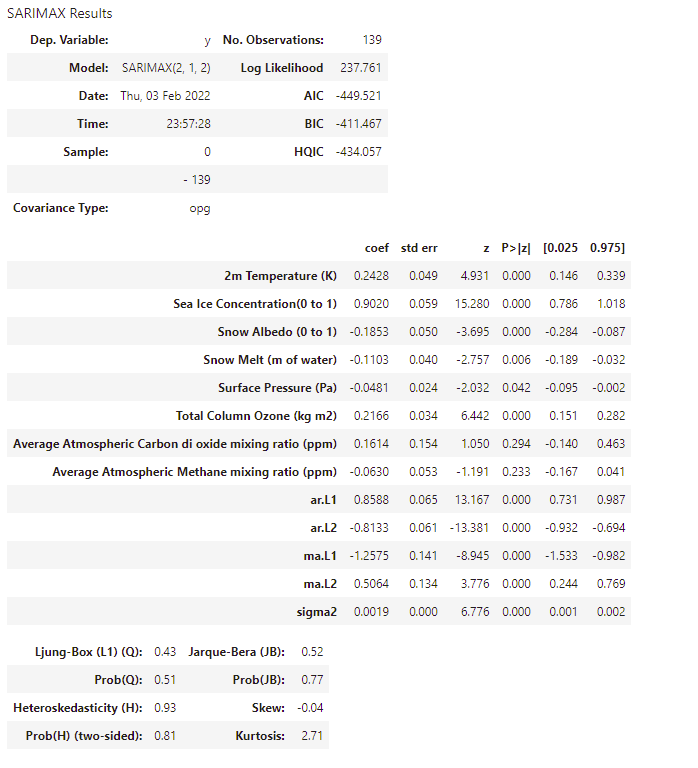 SARIMAX Results
Dep. Variable: y No. Observations: 139
Model: SARIMAX(2, 1, 2) Log Likelihood 237.761
Date: Thu, 03 Feb 2022 AIC -449.521
Time: 23:57:28 BIC -411.467
Sample: 0 HQIC -434.057
- 139
Covariance Type: opg
coef std err z P>|z| [0.025 0.975]
2m Temperature (K) 0.2428 0.049 4.931 0.000 0.146 0.339
Sea Ice Concentration(0 to 1) 0.9020 0.059 15.280 0.000 0.786 1.018
Snow Albedo (0 to 1) -0.1853 0.050 -3.695 0.000 -0.284 -0.087
Snow Melt (m of water) -0.1103 0.040 -2.757 0.006 -0.189 -0.032
Surface Pressure (Pa) -0.0481 0.024 -2.032 0.042 -0.095 -0.002
Total Column Ozone (kg m2) 0.2166 0.034 6.442 0.000 0.151 0.282
Average Atmospheric Carbon di oxide mixing ratio (ppm) 0.1614 0.154 1.050 0.294 -0.140 0.463
Average Atmospheric Methane mixing ratio (ppm) -0.0630 0.053 -1.191 0.233 -0.167 0.041
ar.L1 0.8588 0.065 13.167 0.000 0.731 0.987
ar.L2 -0.8133 0.061 -13.381 0.000 -0.932 -0.694
ma.L1 -1.2575 0.141 -8.945 0.000 -1.533 -0.982
ma.L2 0.5064 0.134 3.776 0.000 0.244 0.769
sigma2 0.0019 0.000 6.776 0.000 0.001 0.002
Ljung-Box (L1) (Q): 0.43 Jarque-Bera (JB): 0.52
Prob(Q): 0.51 Prob(JB): 0.77
Heteroskedasticity (H): 0.93 Skew: -0.04
Prob(H) (two-sided): 0.81 Kurtosis: 2.71